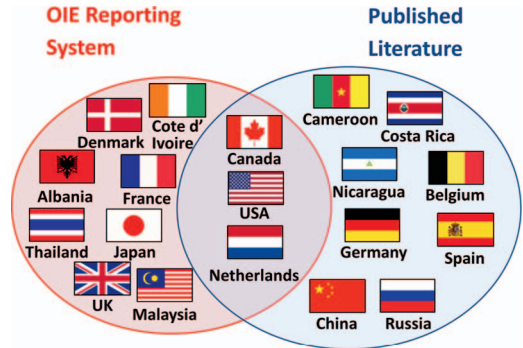 OIE Reporting
System
Published
Literature
Denmark
Cote d'
Ivoire
Albania
France
Thailand
Japan
UK
Malaysia
Canada
USA
Netherlands
Cameroon
Costa Rica
Nicaragua
Belgium
Germany
Spain
China
Russia